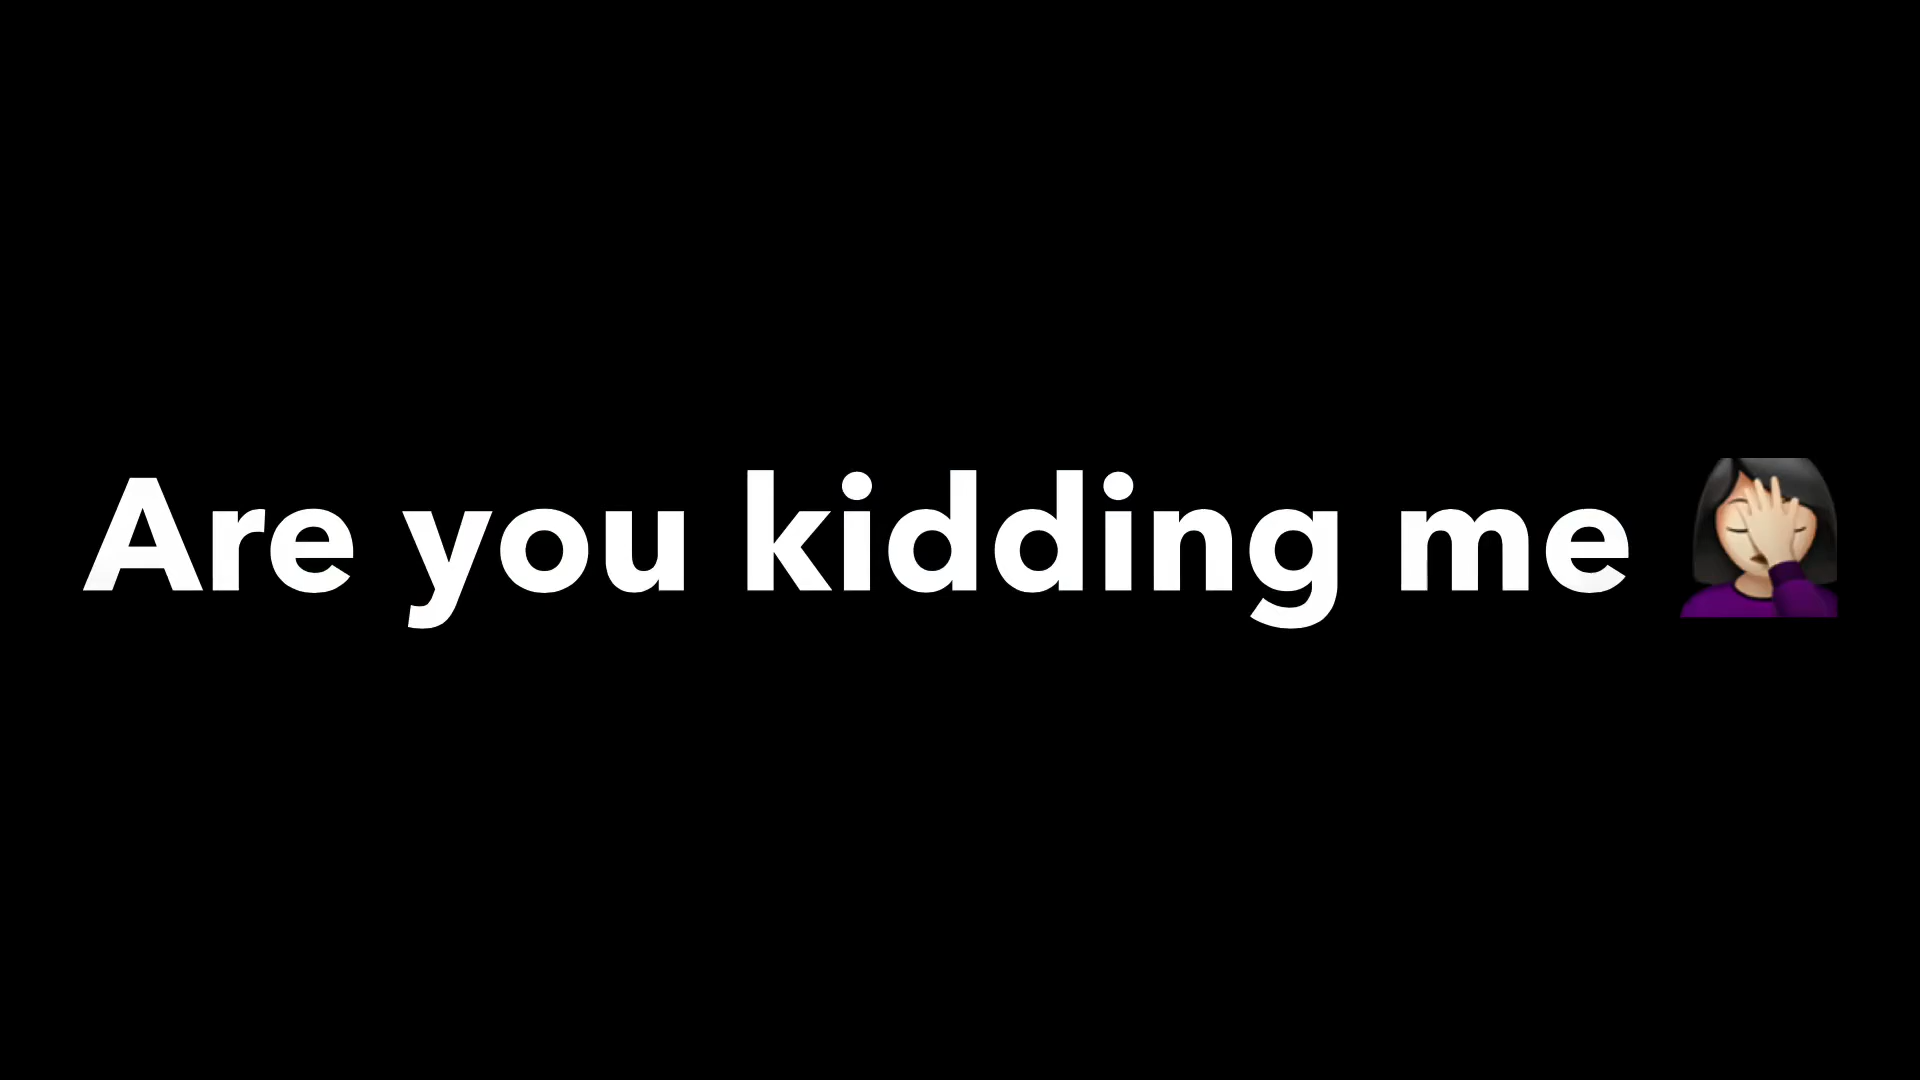 Are you kidding me 🤦🏻‍♀️